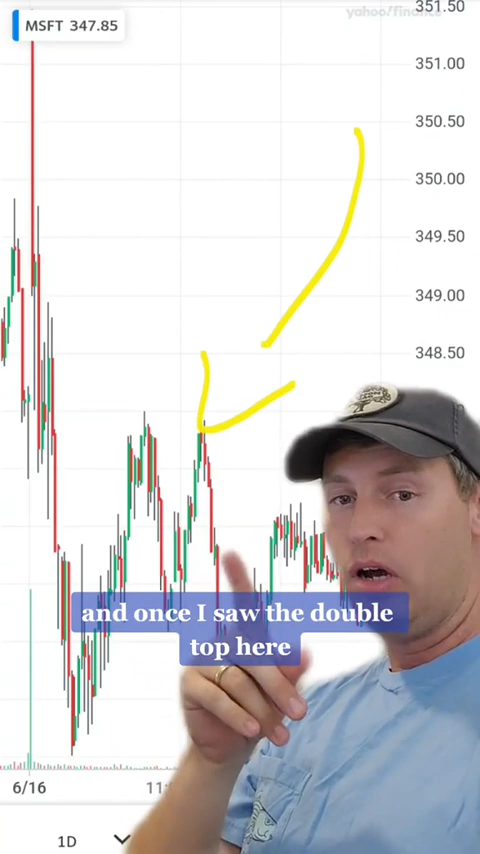 MSFT 347.85
yahoo/finance
351.50
351.00
350.50
350.00
349.50
349.00
348.50
and once I saw the double
top here
6/16
1D